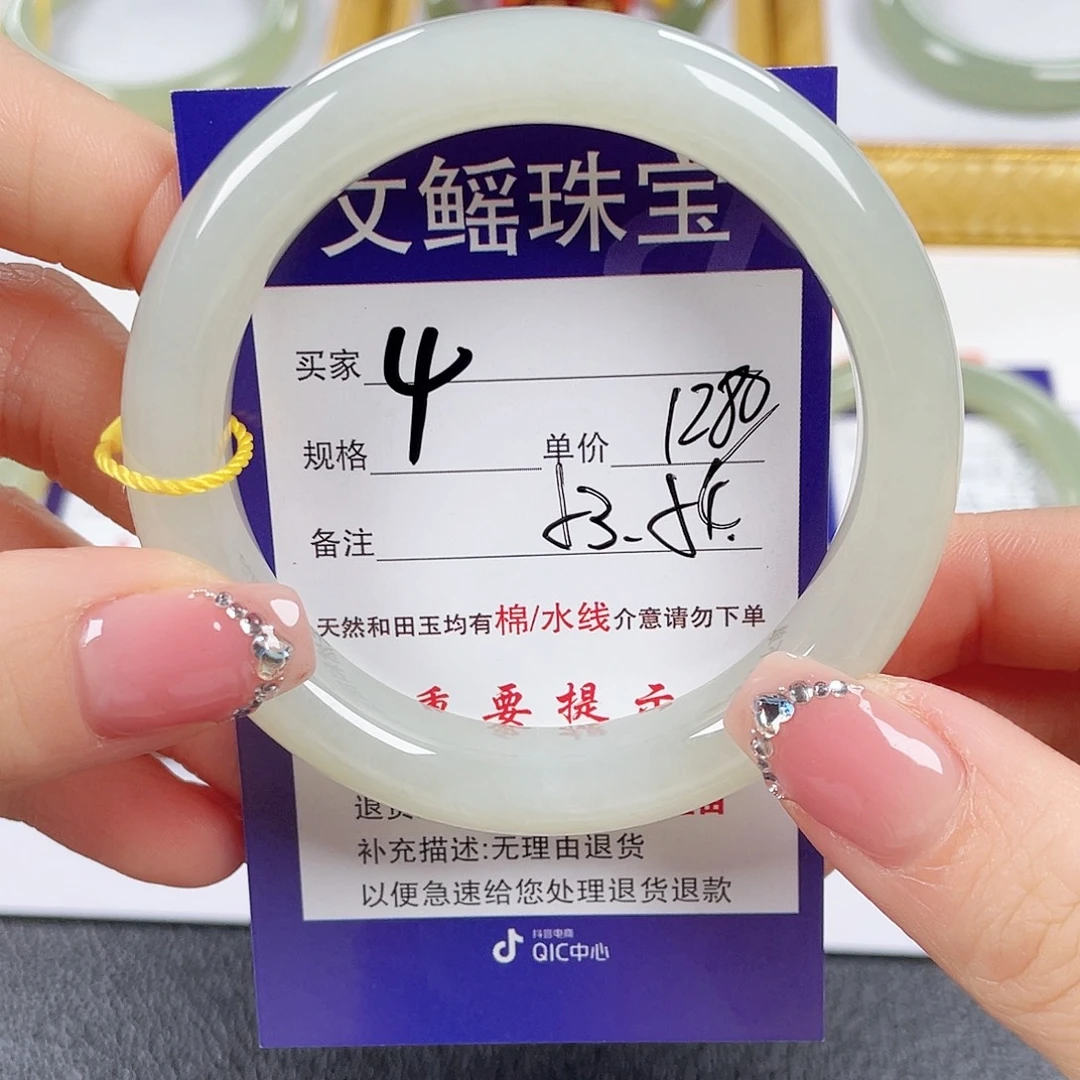 文鳐珠宝
买家 4
规格 单价 1280
备注
天然和田玉均有棉/水线介意请勿下单
重要提示
退货
补充描述:无理由退货
以便急速给您处理退货退款
抖音电商
QIC中心